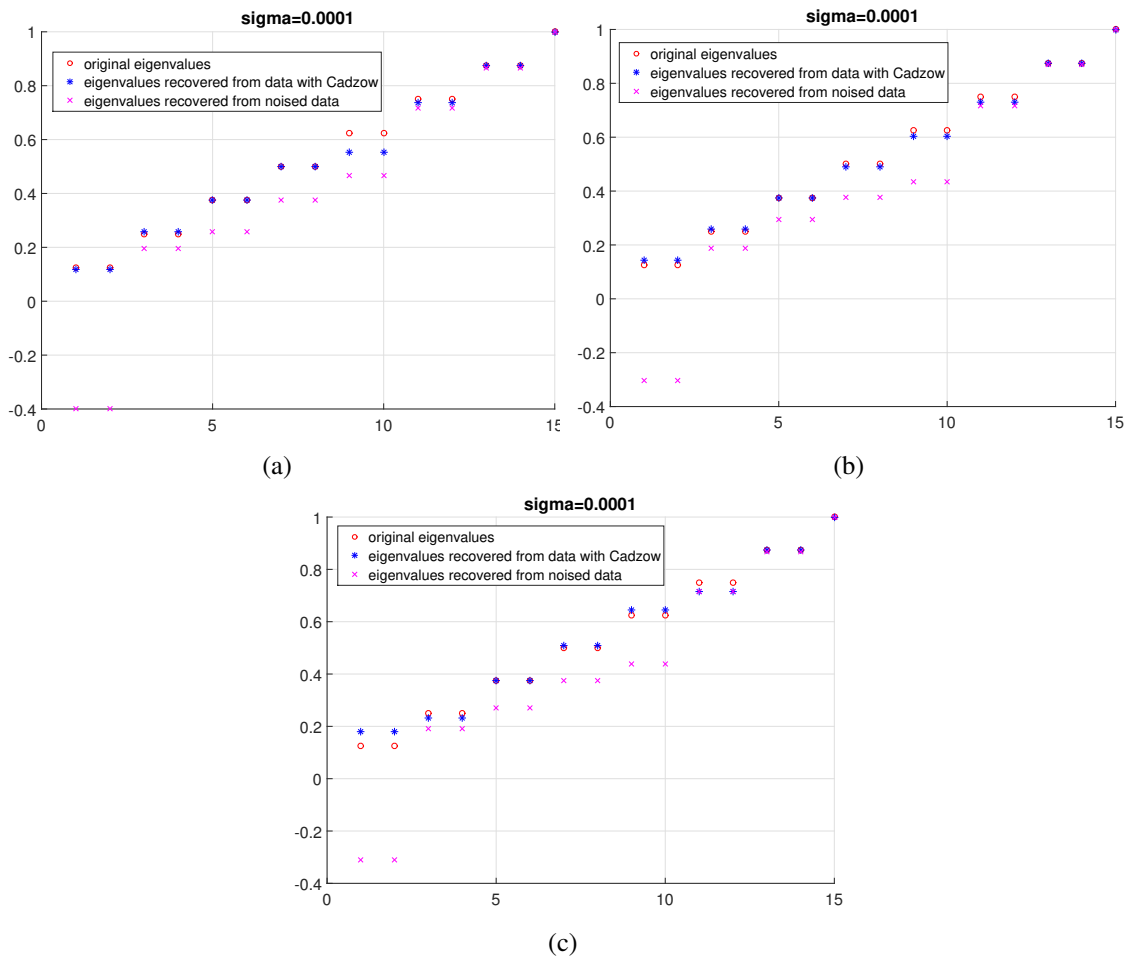 sigma=0.0001
1
0.8
0.6
0.4
0.2
0
-0.2
-0.4
original eigenvalues
eigenvalues recovered from data with Cadzow
eigenvalues recovered from noised data
0 5 10 15
(a)
sigma=0.0001
1
0.8
0.6
0.4
0.2
0
-0.2
-0.4
original eigenvalues
eigenvalues recovered from data with Cadzow
eigenvalues recovered from noised data
0 5 10 15
(b)
sigma=0.0001
1
0.8
0.6
0.4
0.2
0
-0.2
-0.4
original eigenvalues
eigenvalues recovered from data with Cadzow
eigenvalues recovered from noised data
0 5 10 15
(c)